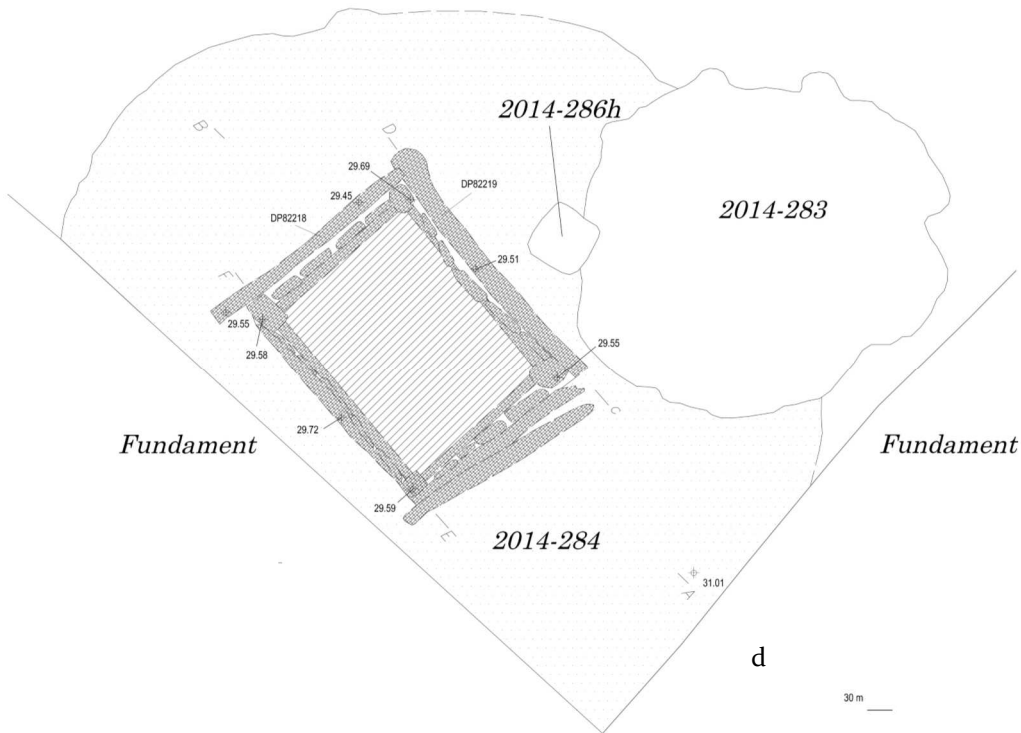 2014-286h
B
D
29.69
29.45
DP82219
2014-283
DP82218
29.51
F
29.55
29.58
29.55
C
29.72
Fundament
Fundament
29.59
E
2014-284
A
31.01
d
30 m